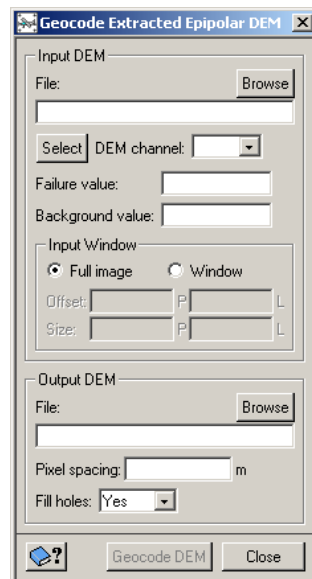 Geocode Extracted Epipolar DEM
Input DEM
File:
Browse
Select DEM channel:
Failure value:
Background value:
Input Window
Full image Window
Offset: P L
Size: P L
Output DEM
File:
Browse
Pixel spacing: m
Fill holes: Yes
? Geocode DEM Close